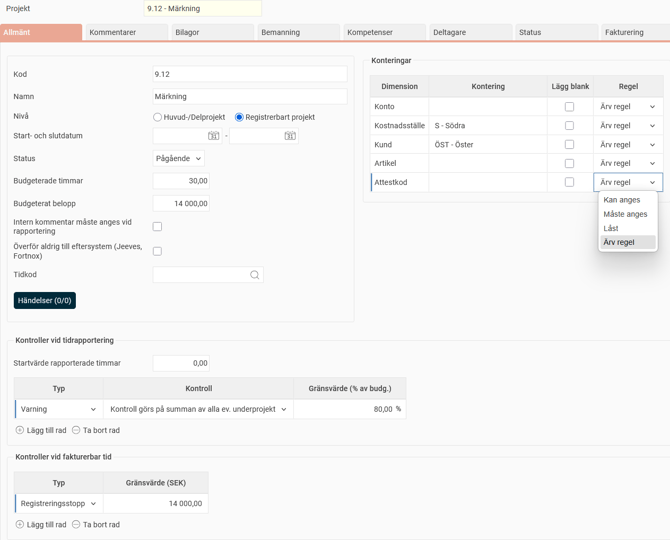 Projekt 9.12 - Märkning
Allmänt Kommentarer Bilagor Bemanning Kompetenser Deltagare Status Fakturering
Kod 9.12
Namn Märkning
Nivå Huvud-/Delprojekt Registrerbart projekt
Start- och slutdatum 31 - 31
Status Pågående
Budgeterade timmar 30,00
Budgeterat belopp 14 000,00
Intern kommentar måste anges vid
rapportering
Överför aldrig till eftersystem (Jeeves,
Fortnox)
Tidkod
Händelser (0/0)
Konteringar
Dimension Kontering Lägg blank Regel
Konto Ärv regel
Kostnadsställe S - Södra Ärv regel
Kund ÖST - Öster Ärv regel
Artikel Ärv regel
Attestkod Ärv regel
Kan anges
Måste anges
Låst
Ärv regel
Kontroller vid tidrapportering
Startvärde rapporterade timmar 0,00
Typ Kontroll Gränsvärde (% av budg.)
Varning Kontroll görs på summan av alla ev. underprojekt 80,00 %
Lägg till rad Ta bort rad
Kontroller vid fakturerbar tid
Typ Gränsvärde (SEK)
Registreringsstopp 14 000,00
Lägg till rad Ta bort rad